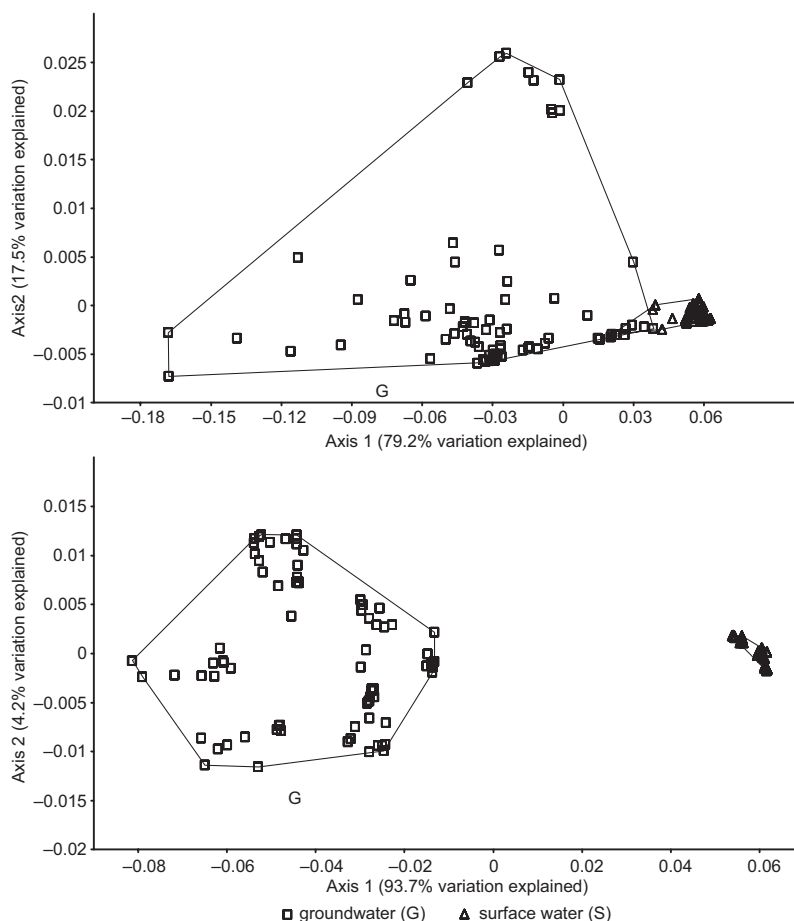 0.025
0.02
0.015
0.01
0.005
0
−0.005
−0.01
Axis2 (17.5% variation explained)
G
−0.18 −0.15 −0.12 −0.09 −0.06 −0.03 0 0.03 0.06
Axis 1 (79.2% variation explained)
0.015
0.01
0.005
0
−0.005
−0.01
−0.015
−0.02
Axis 2 (4.2% variation explained)
G
−0.08 −0.06 −0.04 −0.02 0 0.02 0.04 0.06
Axis 1 (93.7% variation explained)
groundwater (G) surface water (S)